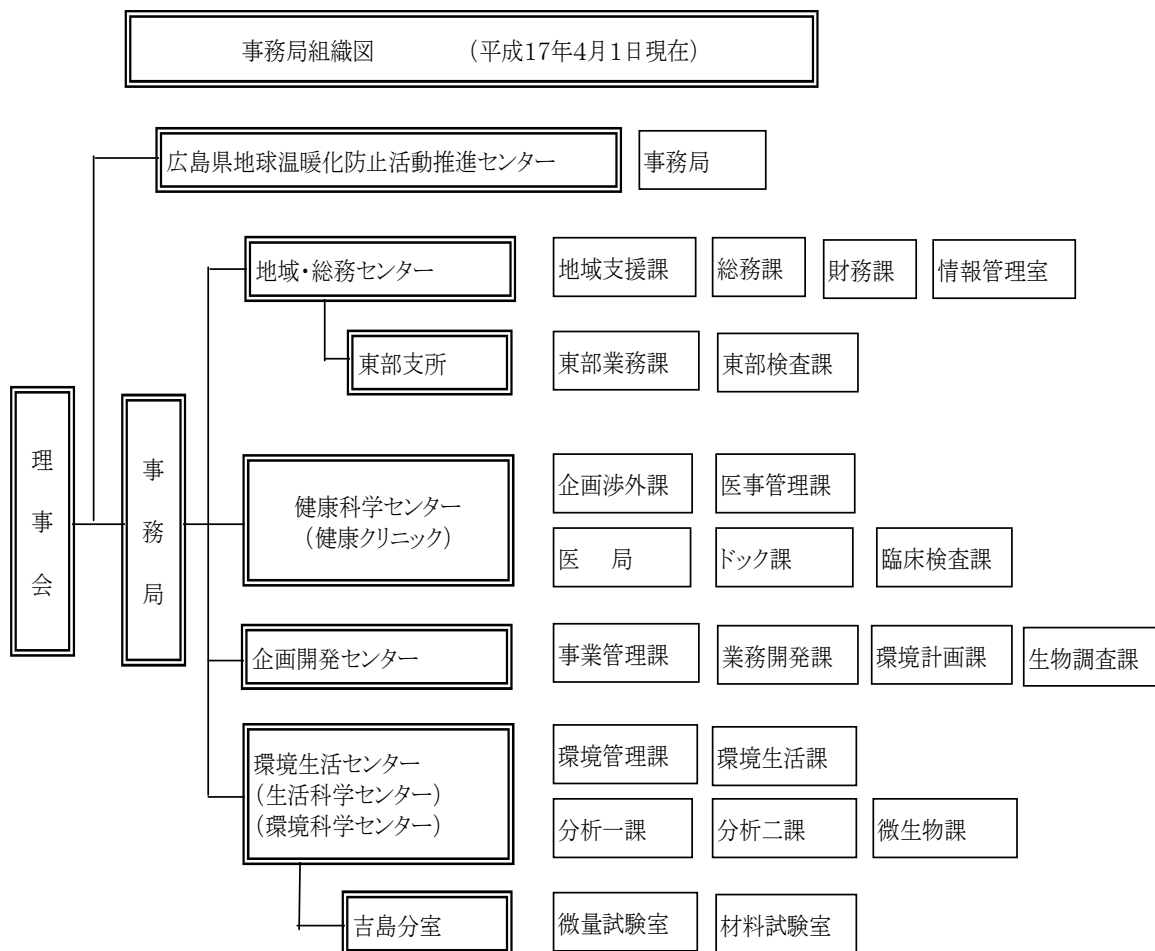 事務局組織図 (平成17年4月1日現在)
広島県地球温暖化防止活動推進センター 事務局
地域・総務センター 地域支援課 総務課 財務課 情報管理室
東部支所 東部業務課 東部検査課
理事会
事務局
健康科学センター
(健康クリニック)
企画渉外課 医事管理課
医 局 ドック課 臨床検査課
企画開発センター 事業管理課 業務開発課 環境計画課 生物調査課
環境生活センター
(生活科学センター)
(環境科学センター)
環境管理課 環境生活課
分析一課 分析二課 微生物課
吉島分室 微量試験室 材料試験室